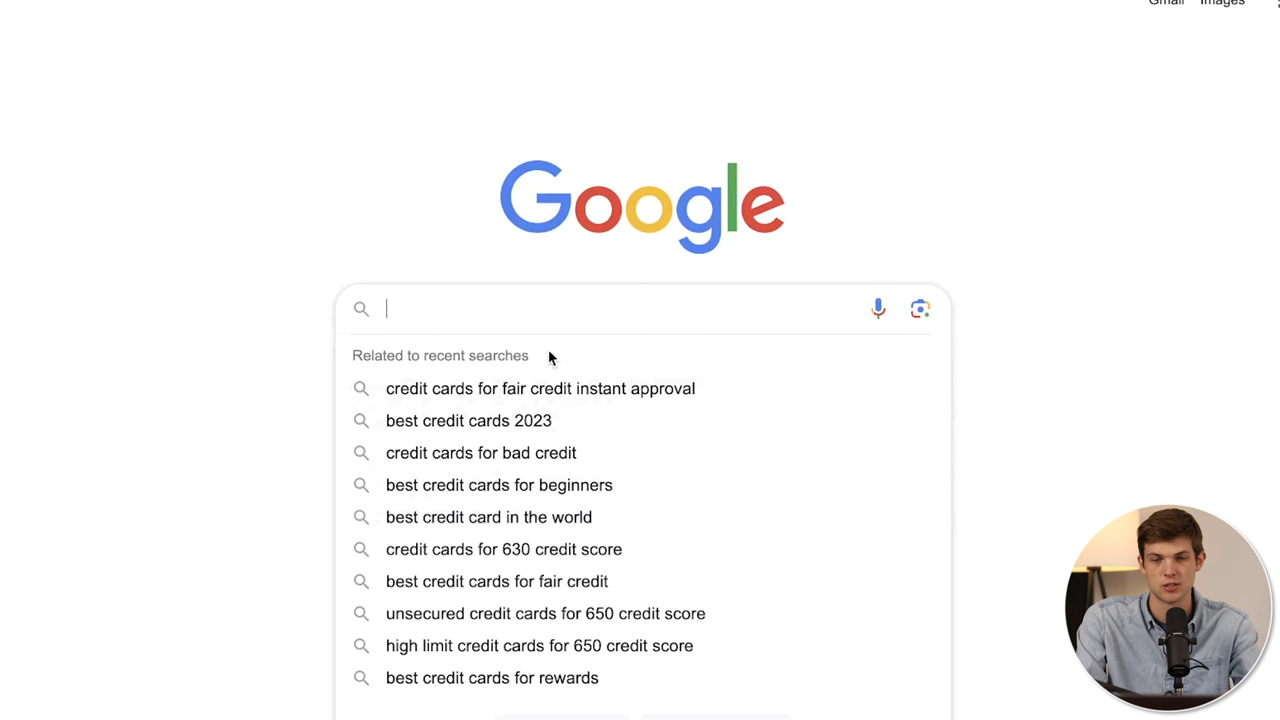 Gmail Images
Google
Related to recent searches
credit cards for fair credit instant approval
best credit cards 2023
credit cards for bad credit
best credit cards for beginners
best credit card in the world
credit cards for 630 credit score
best credit cards for fair credit
unsecured credit cards for 650 credit score
high limit credit cards for 650 credit score
best credit cards for rewards